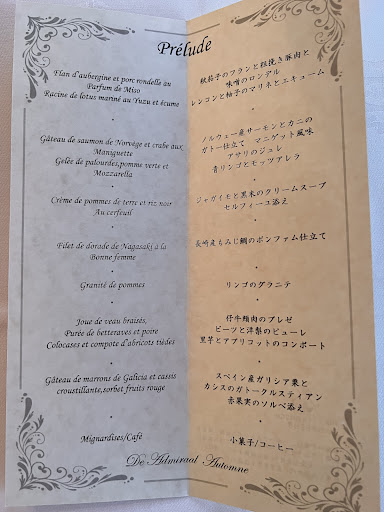 Prélude
Flan d'aubergine et porc rondelle au
Parfum de Miso
Racine de lotus mariné au Yuzu et écume
Gâteau de saumon de Norvège et crabe aux
Maniguette
Gelée de palourdes,pomme verte et
Mozzarella
Crème de pommes de terre et riz noir
Au cerfeuil
Filet de dorade de Nagasaki à la
Bonne femme
Granité de pommes
Joue de veau braisés,
Purée de betteraves et poire
Colocases et compote d'abricots tièdes
Gâteau de marrons de Galicia et cassis
croustillante,sorbet fruits rouge
Mignardises/Café
秋茄子のフランと粗挽き豚肉と
味噌のロンデル
レンコンと柚子のマリネとエキューム
ノルウェー産サーモンとカニの
ガトー仕立て マニゲット風味
アサリのジュレ
青リンゴとモッツアレラ
ジャガイモと黒米のクリームスープ
セルフィーユ添え
長崎産もみじ鯛のボンファム仕立て
リンゴのグラニテ
仔牛頬肉のブレゼ
ビーツと洋梨のピューレ
里芋とアプリコットのコンポート
スペイン産ガリシア栗と
カシスのガトークルスティアン
赤果実のソルベ添え
小菓子/コーヒー
De Admiraal Automne